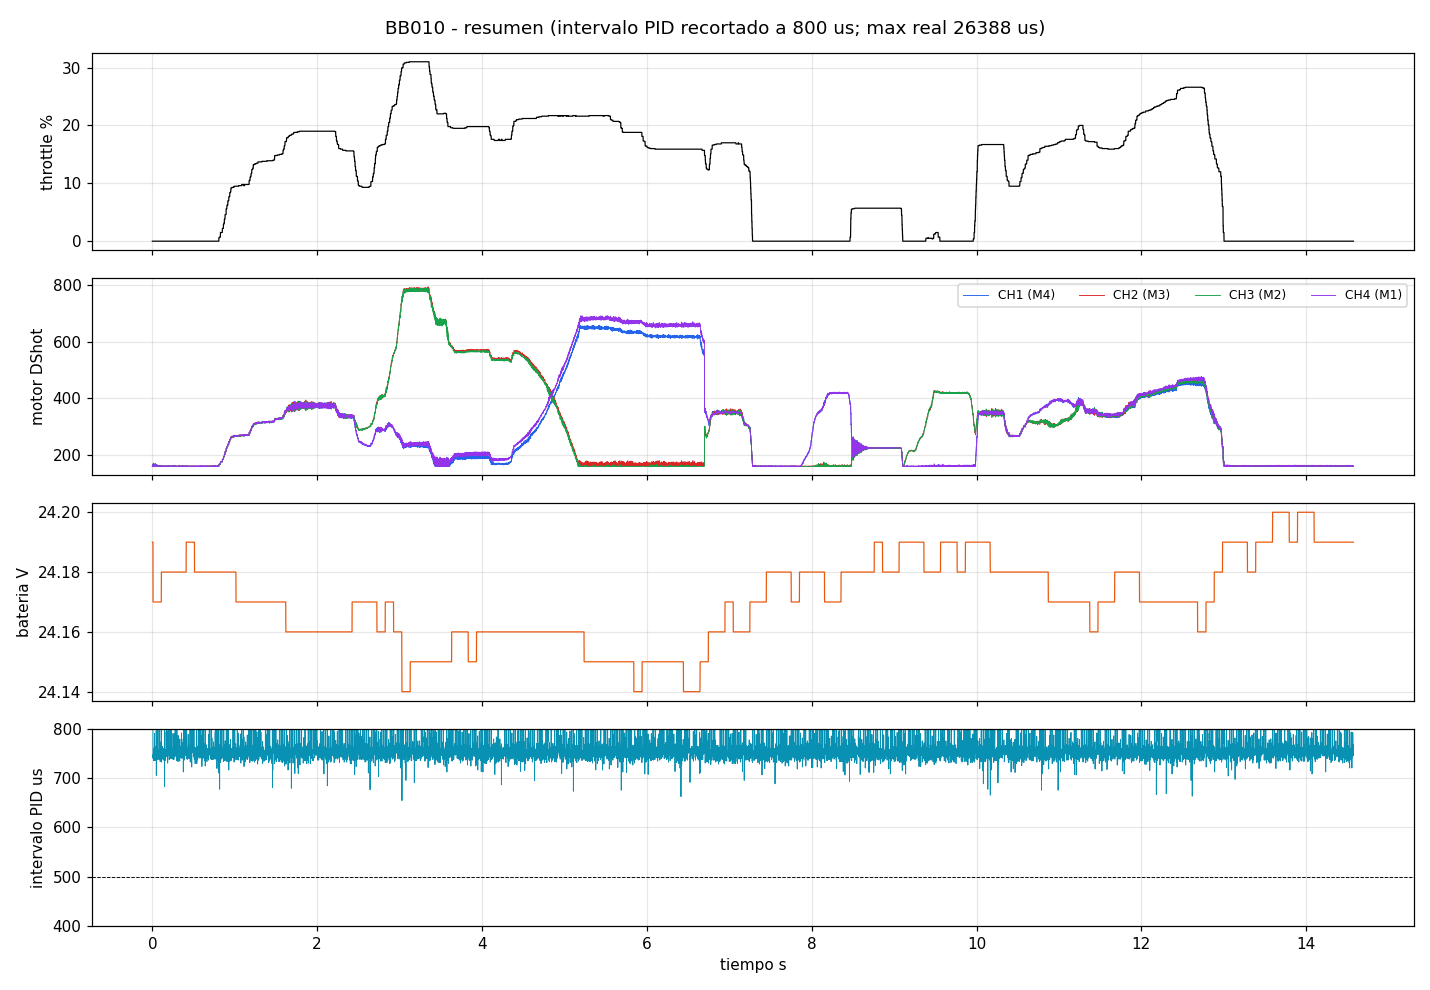 BB010 - resumen (intervalo PID recortado a 800 us; max real 26388 us)
throttle %
30
20
10
0
motor DShot
800
600
400
200
CH1 (M4)
CH2 (M3)
CH3 (M2)
CH4 (M1)
bateria V
24.20
24.18
24.16
24.14
intervalo PID us
800
700
600
500
400
0
2
4
6
8
10
12
14
tiempo s